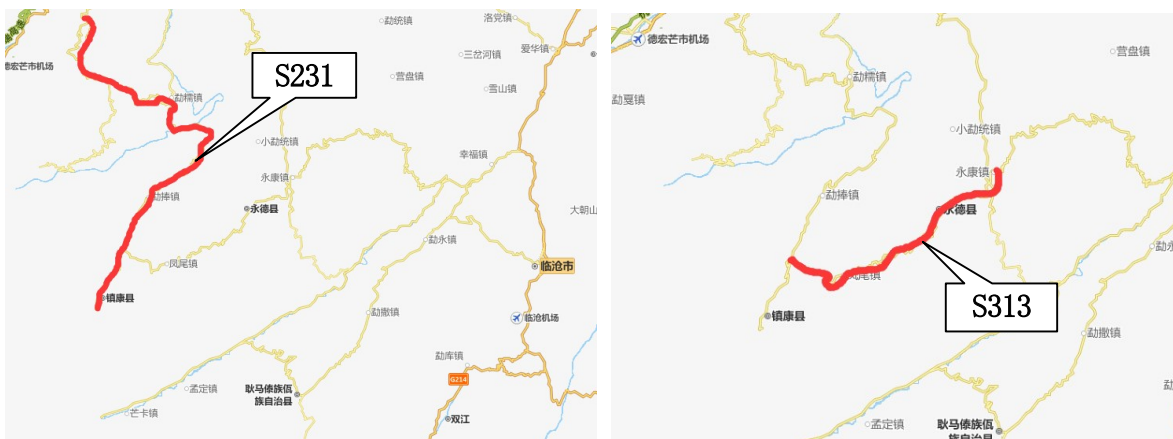 勐统镇
洛党镇
爱华镇
三岔河镇
德宏芒市机场
S231
营盘镇
雪山镇
勐糯镇
小勐统镇
幸福镇
永康镇
勐捧镇
永德县
大朝山
勐永镇
凤尾镇
临沧市
镇康县
勐撒镇
临沧机场
勐库镇
G214
孟定镇
耿马傣族佤
族自治县
芒卡镇
双江
德宏芒市机场
营盘镇
勐糯镇
勐戛镇
小勐统镇
永康镇
勐捧镇
永德县
勐永
凤尾镇
S313
镇康县
勐撒镇
勐
孟定镇
耿马傣族佤
族自治县